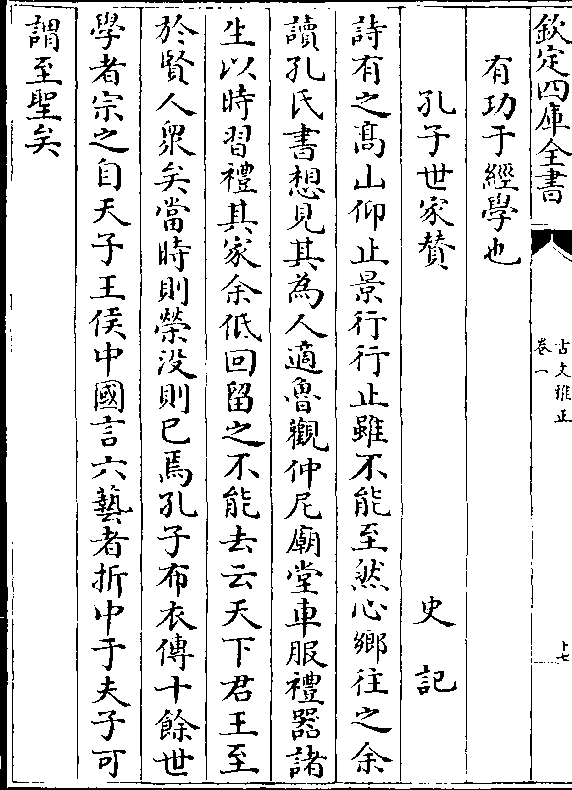 欽定四庫全書
古文雅正
卷一
十七
有功于經學也
孔子世家賛 史記
詩有之髙山仰止景行行止雖不能至然心鄉往之余
讀孔氏書想見其為人適魯觀仲尼廟堂車服禮器諸
生以時習禮其家余低回留之不能去云天下君王至
於賢人衆矣當時則榮没則已焉孔子布衣傳十餘世
學者宗之自天子王侯中國言六藝者折中于夫子可
謂至聖矣